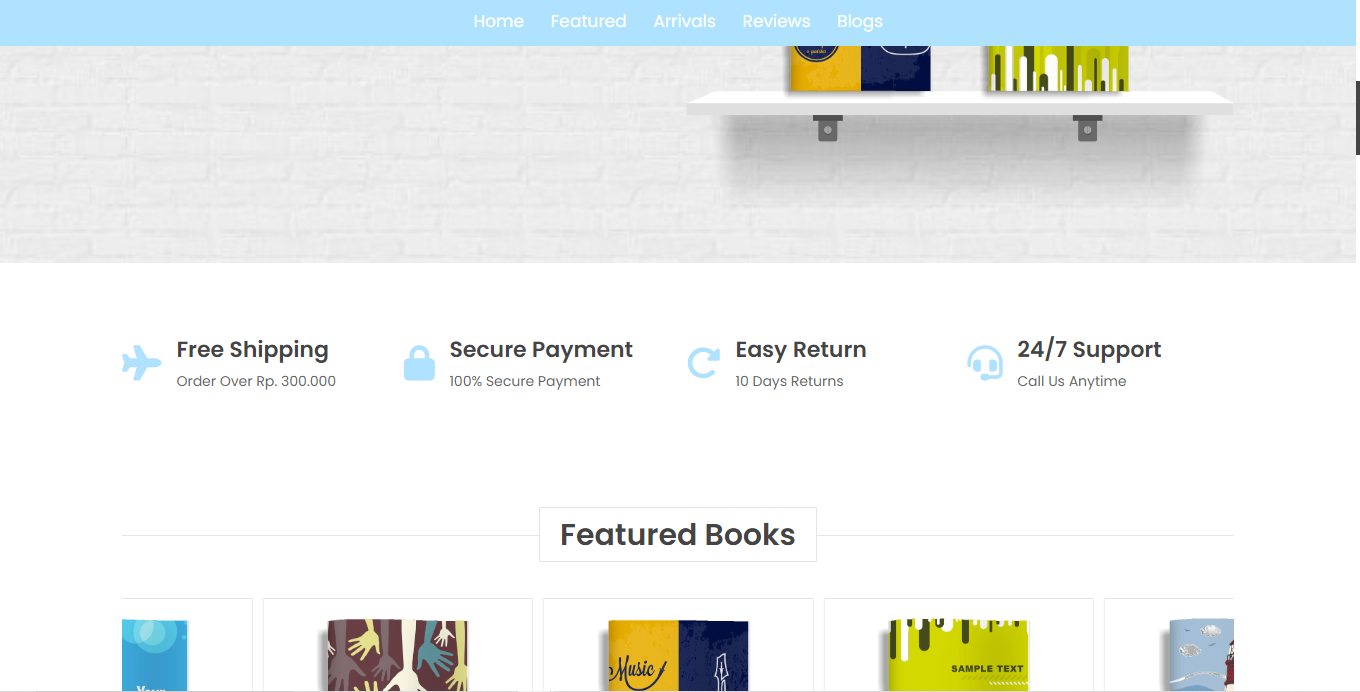 Home Featured Arrivals Reviews Blogs
Free Shipping
Order Over Rp. 300.000
Secure Payment
100% Secure Payment
Easy Return
10 Days Returns
24/7 Support
Call Us Anytime
Featured Books
Your
Music
SAMPLE TEXT